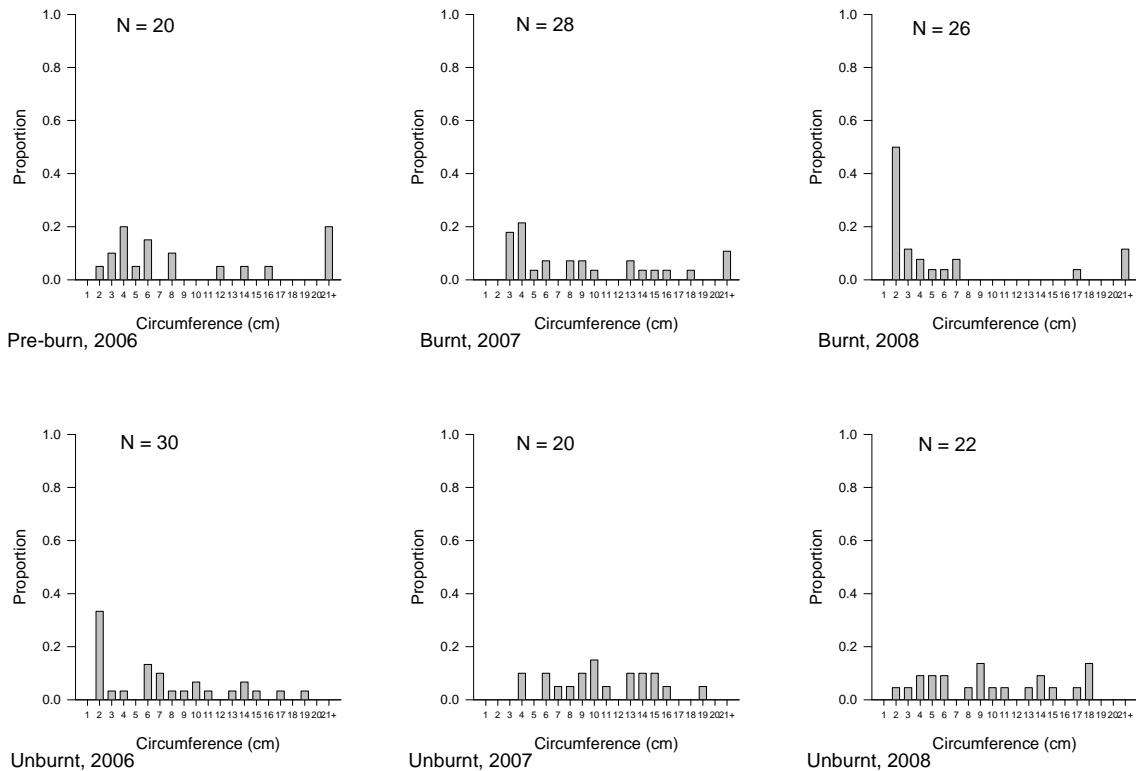 N = 20
Proportion
1.0
0.8
0.6
0.4
0.2
0.0
1 2 3 4 5 6 7 8 9 10 11 12 13 14 15 16 17 18 19 20 21+
Circumference (cm)
Pre-burn, 2006
N = 28
Proportion
1.0
0.8
0.6
0.4
0.2
0.0
1 2 3 4 5 6 7 8 9 10 11 12 13 14 15 16 17 18 19 20 21+
Circumference (cm)
Burnt, 2007
N = 26
Proportion
1.0
0.8
0.6
0.4
0.2
0.0
1 2 3 4 5 6 7 8 9 10 11 12 13 14 15 16 17 18 19 20 21+
Circumference (cm)
Burnt, 2008
N = 30
Proportion
1.0
0.8
0.6
0.4
0.2
0.0
1 2 3 4 5 6 7 8 9 10 11 12 13 14 15 16 17 18 19 20 21+
Circumference (cm)
Unburnt, 2006
N = 20
Proportion
1.0
0.8
0.6
0.4
0.2
0.0
1 2 3 4 5 6 7 8 9 10 11 12 13 14 15 16 17 18 19 20 21+
Circumference (cm)
Unburnt, 2007
N = 22
Proportion
1.0
0.8
0.6
0.4
0.2
0.0
1 2 3 4 5 6 7 8 9 10 11 12 13 14 15 16 17 18 19 20 21+
Circumference (cm)
Unburnt, 2008